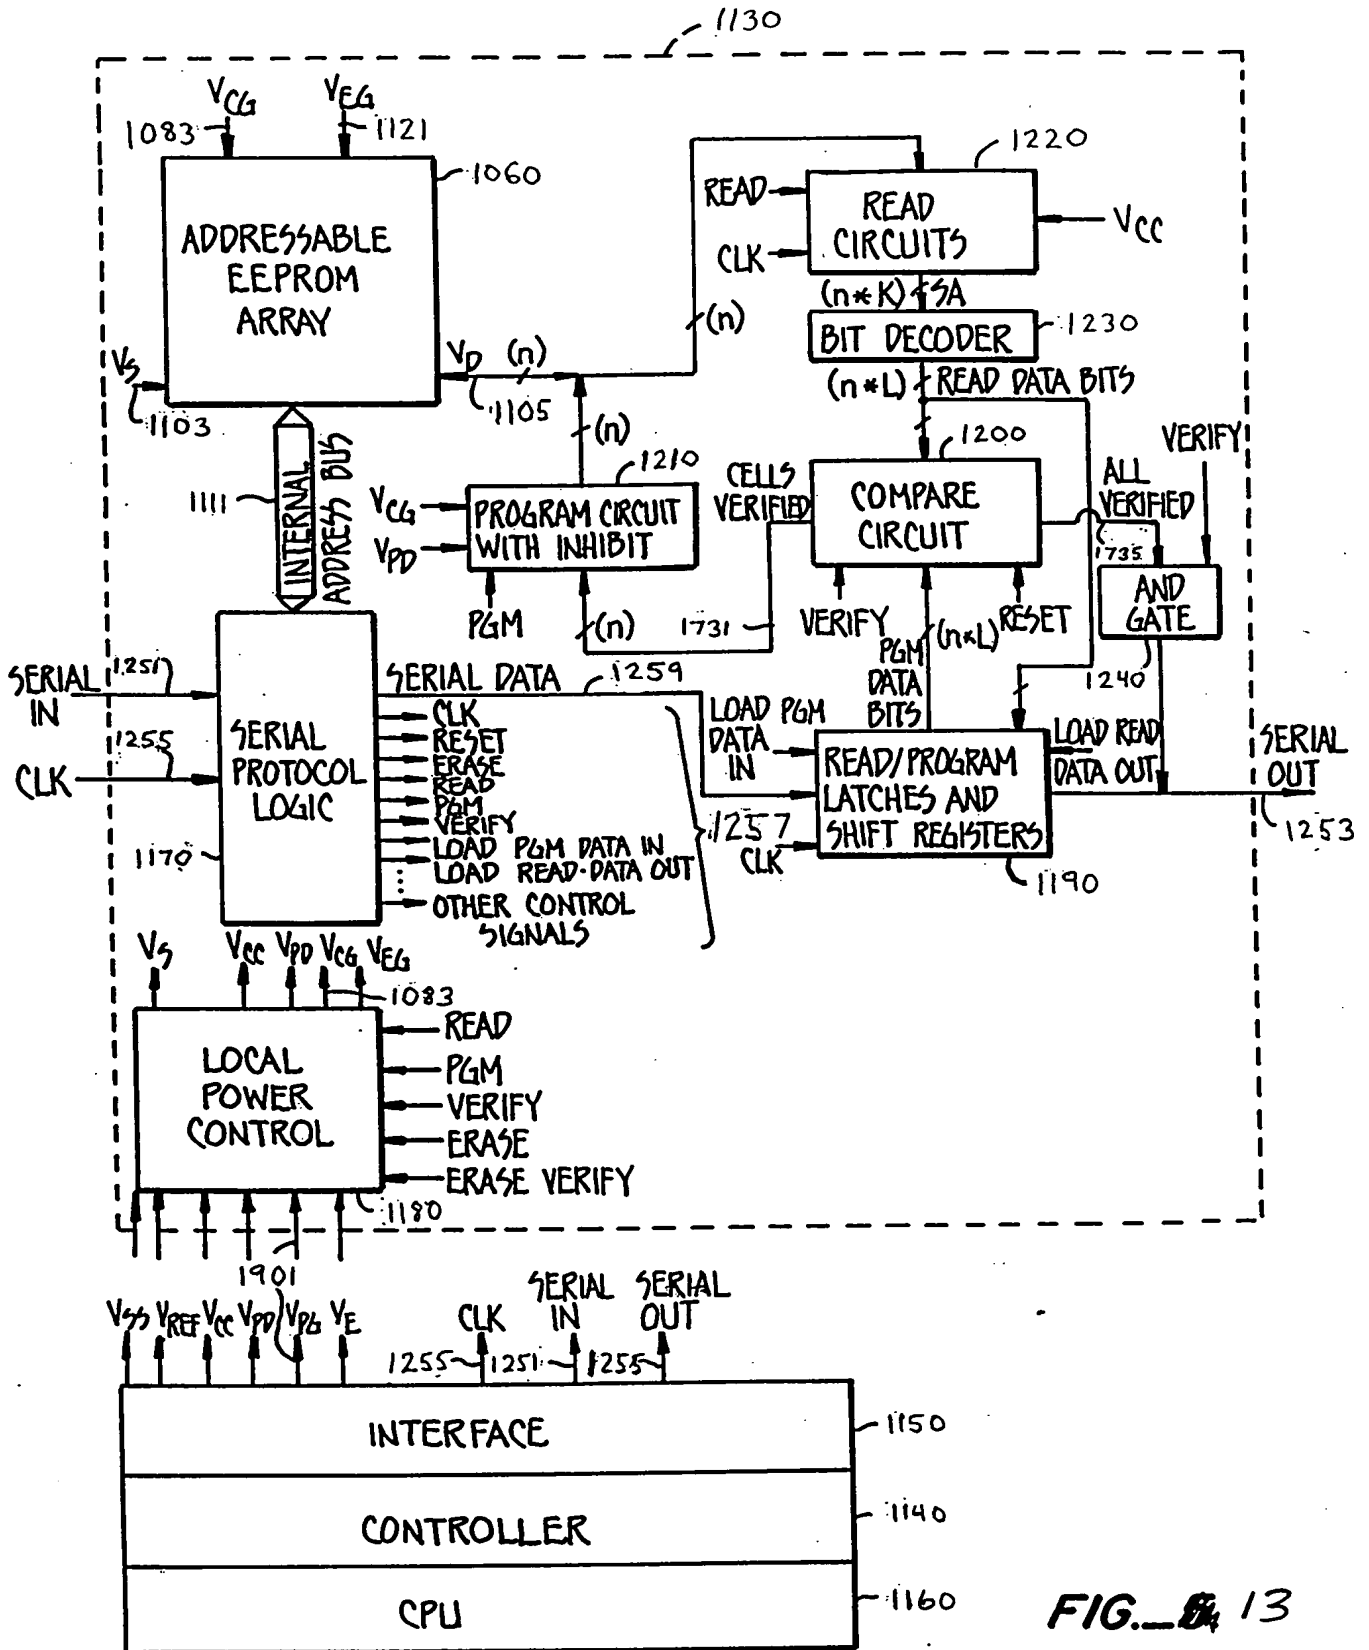 1130
VCG
VEG
1083
1121
1060
ADDRESSABLE
EEPROM
ARRAY
VS
1103
VD (n)
1105
1111
INTERNAL
ADDRESS BUS
(n)
1220
READ
CLK
READ
CIRCUITS
VCC
(n*K) SA
BIT DECODER
1230
(n*L) READ DATA BITS
(n)
1210
VCG
VPD
PROGRAM CIRCUIT
WITH INHIBIT
PGM
(n)
CELLS
VERIFIED
1731
1200
COMPARE
CIRCUIT
VERIFY
RESET
ALL
VERIFIED
1735
VERIFY
AND
GATE
1240
PGM
DATA
BITS
(n*L)
SERIAL
IN
1251
CLK
1255
SERIAL
PROTOCOL
LOGIC
1170
SERIAL DATA
1259
CLK
RESET
ERASE
READ
PGM
VERIFY
LOAD PGM DATA IN
LOAD READ-DATA OUT
OTHER CONTROL
SIGNALS
1257
LOAD PGM
DATA
IN
CLK
READ/PROGRAM
LATCHES AND
SHIFT REGISTERS
1190
LOAD READ
DATA OUT
SERIAL
OUT
1253
VS
VCC
VPD
VCG
VEG
1083
LOCAL
POWER
CONTROL
READ
PGM
VERIFY
ERASE
ERASE VERIFY
1180
1901
VSS
VREF
VCC
VPD
VPG
VE
CLK
SERIAL
IN
SERIAL
OUT
1255
1251
1255
INTERFACE
1150
CONTROLLER
1140
CPU
1160
FIG._ 13